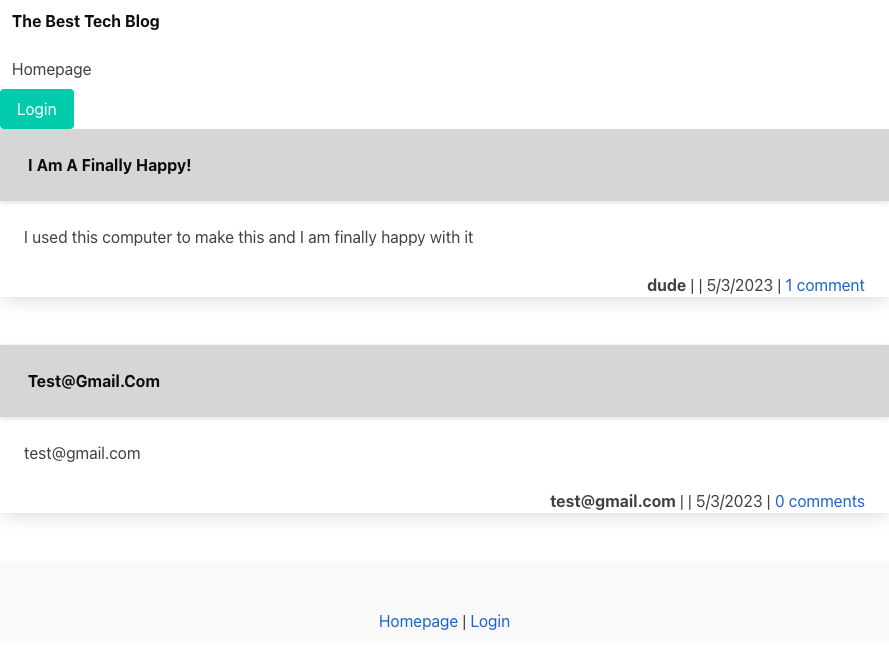 The Best Tech Blog
Homepage
Login
I Am A Finally Happy!
I used this computer to make this and I am finally happy with it
dude | | 5/3/2023 | 1 comment
Test@Gmail.Com
test@gmail.com
test@gmail.com | | 5/3/2023 | 0 comments
Homepage | Login